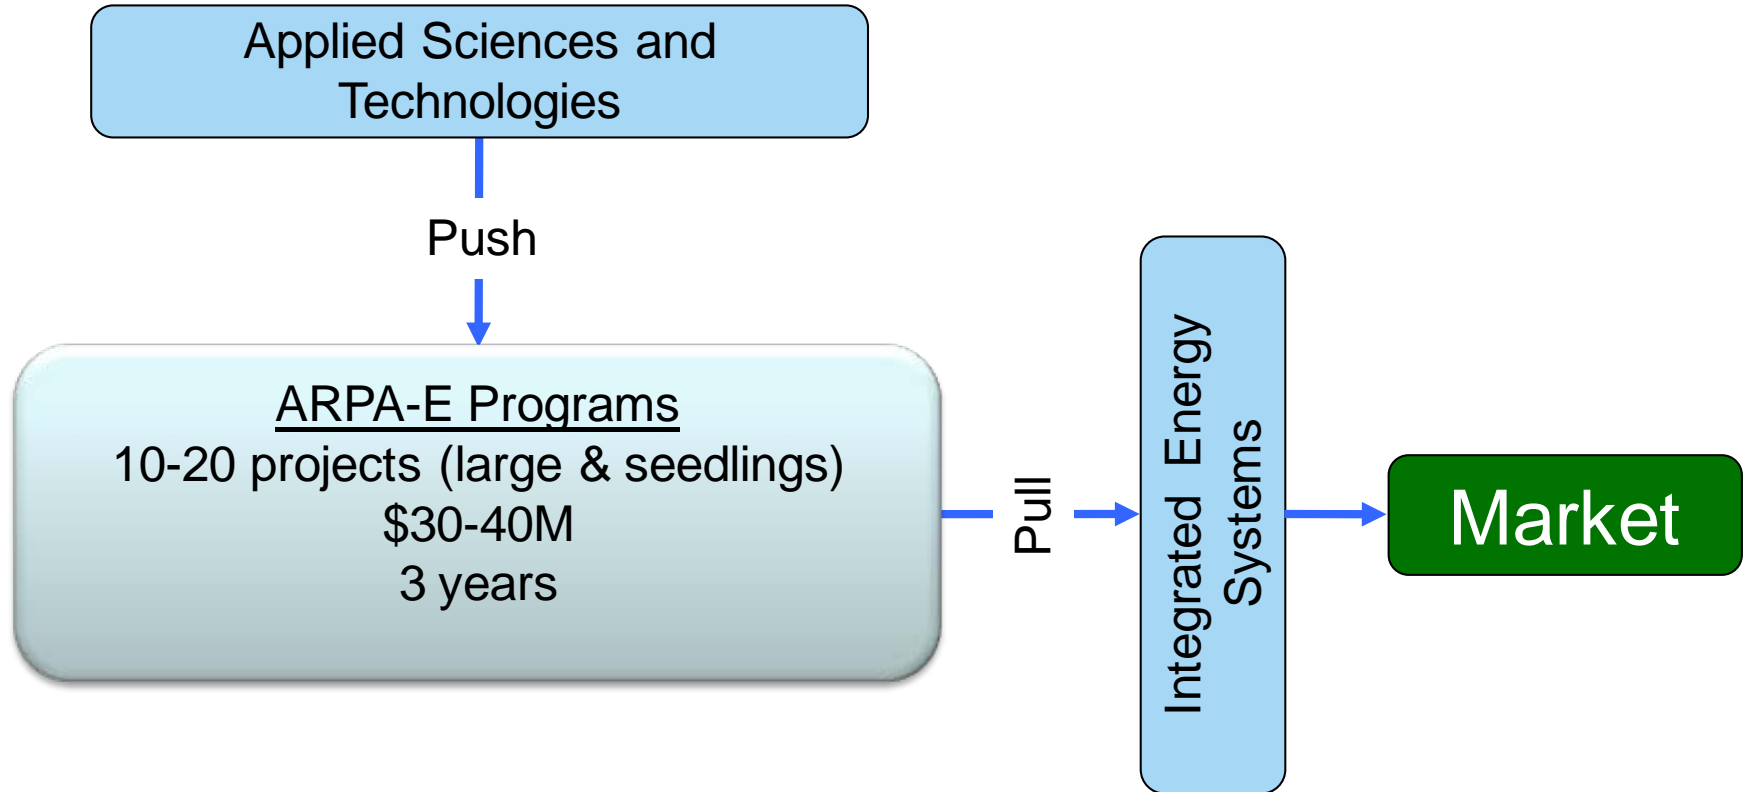 Applied Sciences and
Technologies
Push
ARPA-E Programs
10-20 projects (large & seedlings)
$30-40M
3 years
Pull
Integrated Energy
Systems
Market